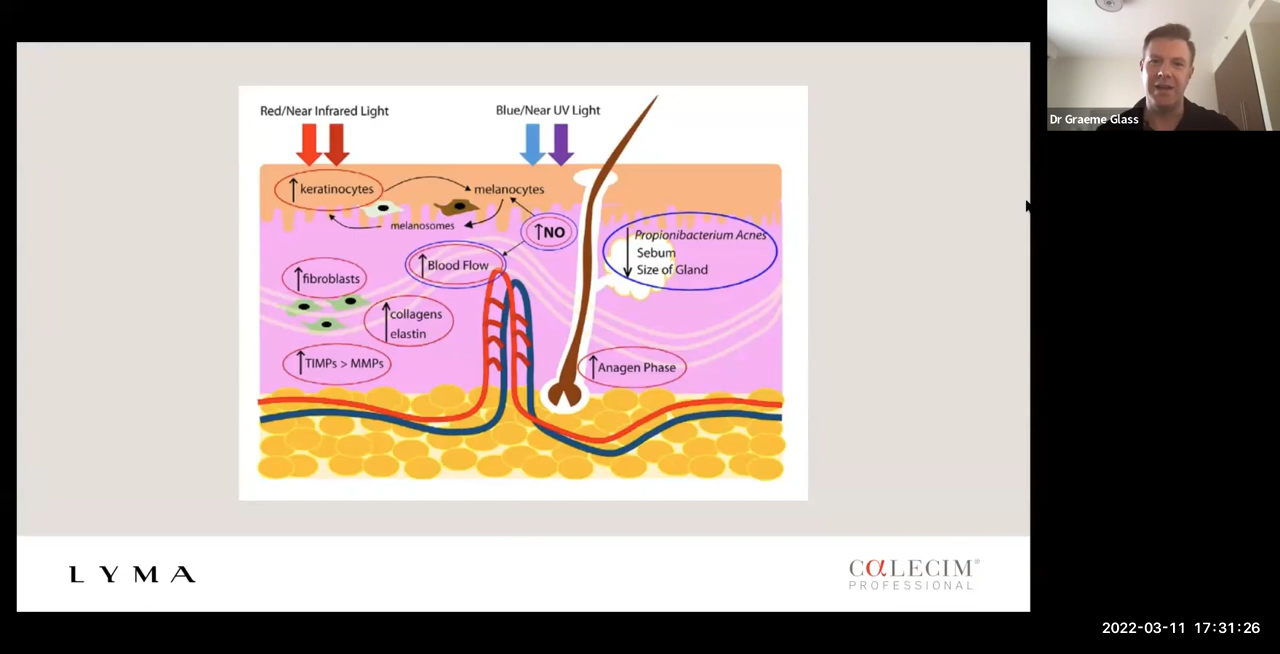 Red/Near Infrared Light
Blue/Near UV Light
keratinocytes
melanocytes
melanosomes
NO
Blood Flow
Propionibacterium Acnes
Sebum
Size of Gland
fibroblasts
collagens
elastin
TIMPs > MMPs
Anagen Phase
LYMA
CαLECIM®
PROFESSIONAL
Dr Graeme Glass
2022-03-11 17:31:26